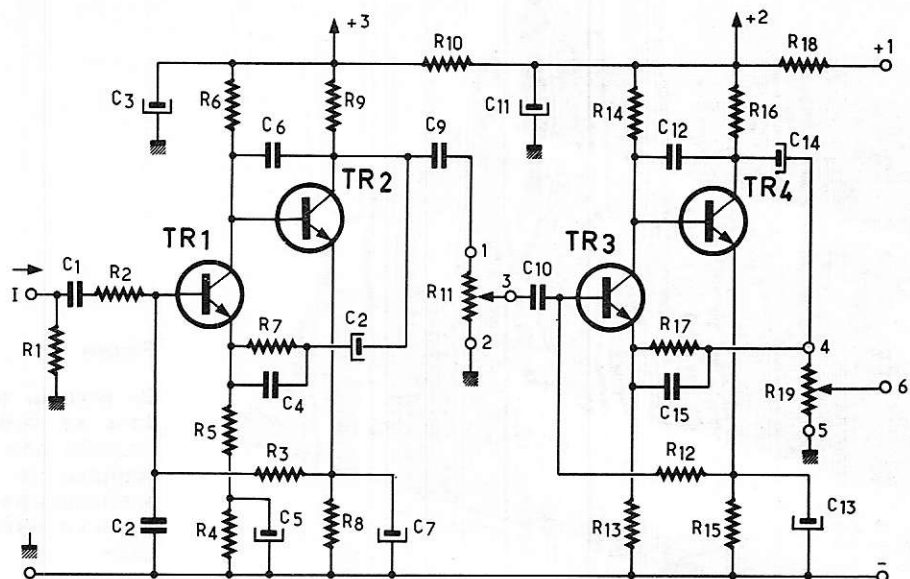 +3
+2
R10
R18
+1
C3
R6
R9
C11
R14
R16
C6
C9
C12
C14
TR2
TR4
TR1
TR3
C1
R2
1
I
R11
3
C10
2
R1
R7
C2
R17
4
C4
C15
R19
6
R5
R3
R12
5
C2
R4
C5
R8
C7
R13
R15
C13
-